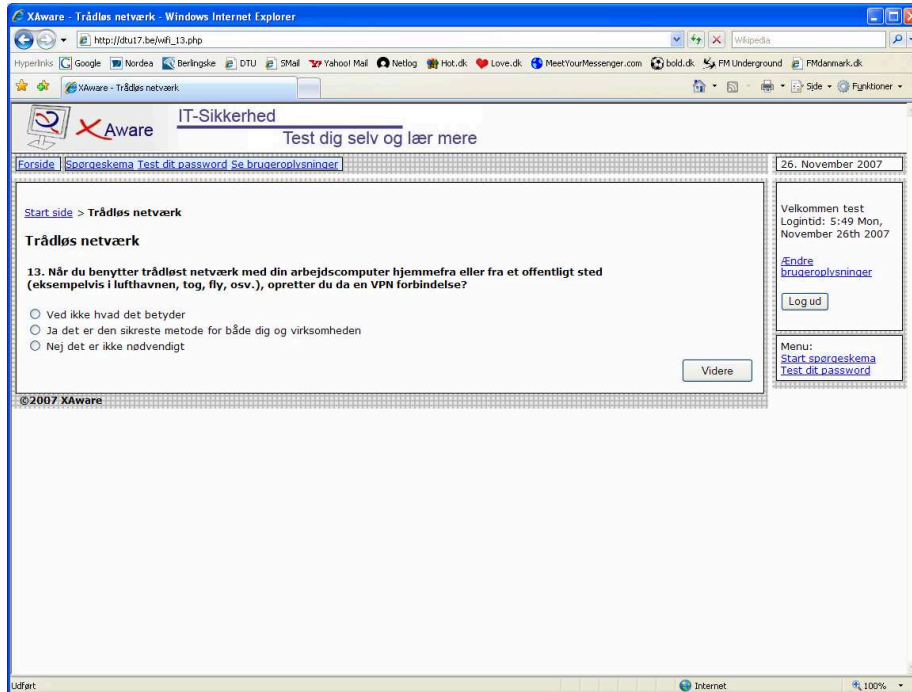 XAware - Trådløs netværk - Windows Internet Explorer
http://dtu17.be/wifi_13.php
Wikipedia
Hyperlinks Google Nordea Berlingske DTU SMail Yahoo! Mail Netlog Hot.dk Love.dk MeetYourMessenger.com bold.dk FM Underground FMdanmark.dk
XAware - Trådløs netværk
Side Funktioner
XAware
IT-Sikkerhed
Test dig selv og lær mere
Forside Spørgeskema Test dit password Se brugeroplysninger
26. November 2007
Start side > Trådløs netværk
Trådløs netværk
13. Når du benytter trådløst netværk med din arbejdscomputer hjemmefra eller fra et offentligt sted
(eksempelvis i lufthavnen, tog, fly, osv.), opretter du da en VPN forbindelse?
Ved ikke hvad det betyder
Ja det er den sikreste metode for både dig og virksomheden
Nej det er ikke nødvendigt
Videre
©2007 XAware
Velkommen test
Logintid: 5:49 Mon,
November 26th 2007
Ændre
brugeroplysninger
Log ud
Menu:
Start spørgeskema
Test dit password
Udført
Internet
100%